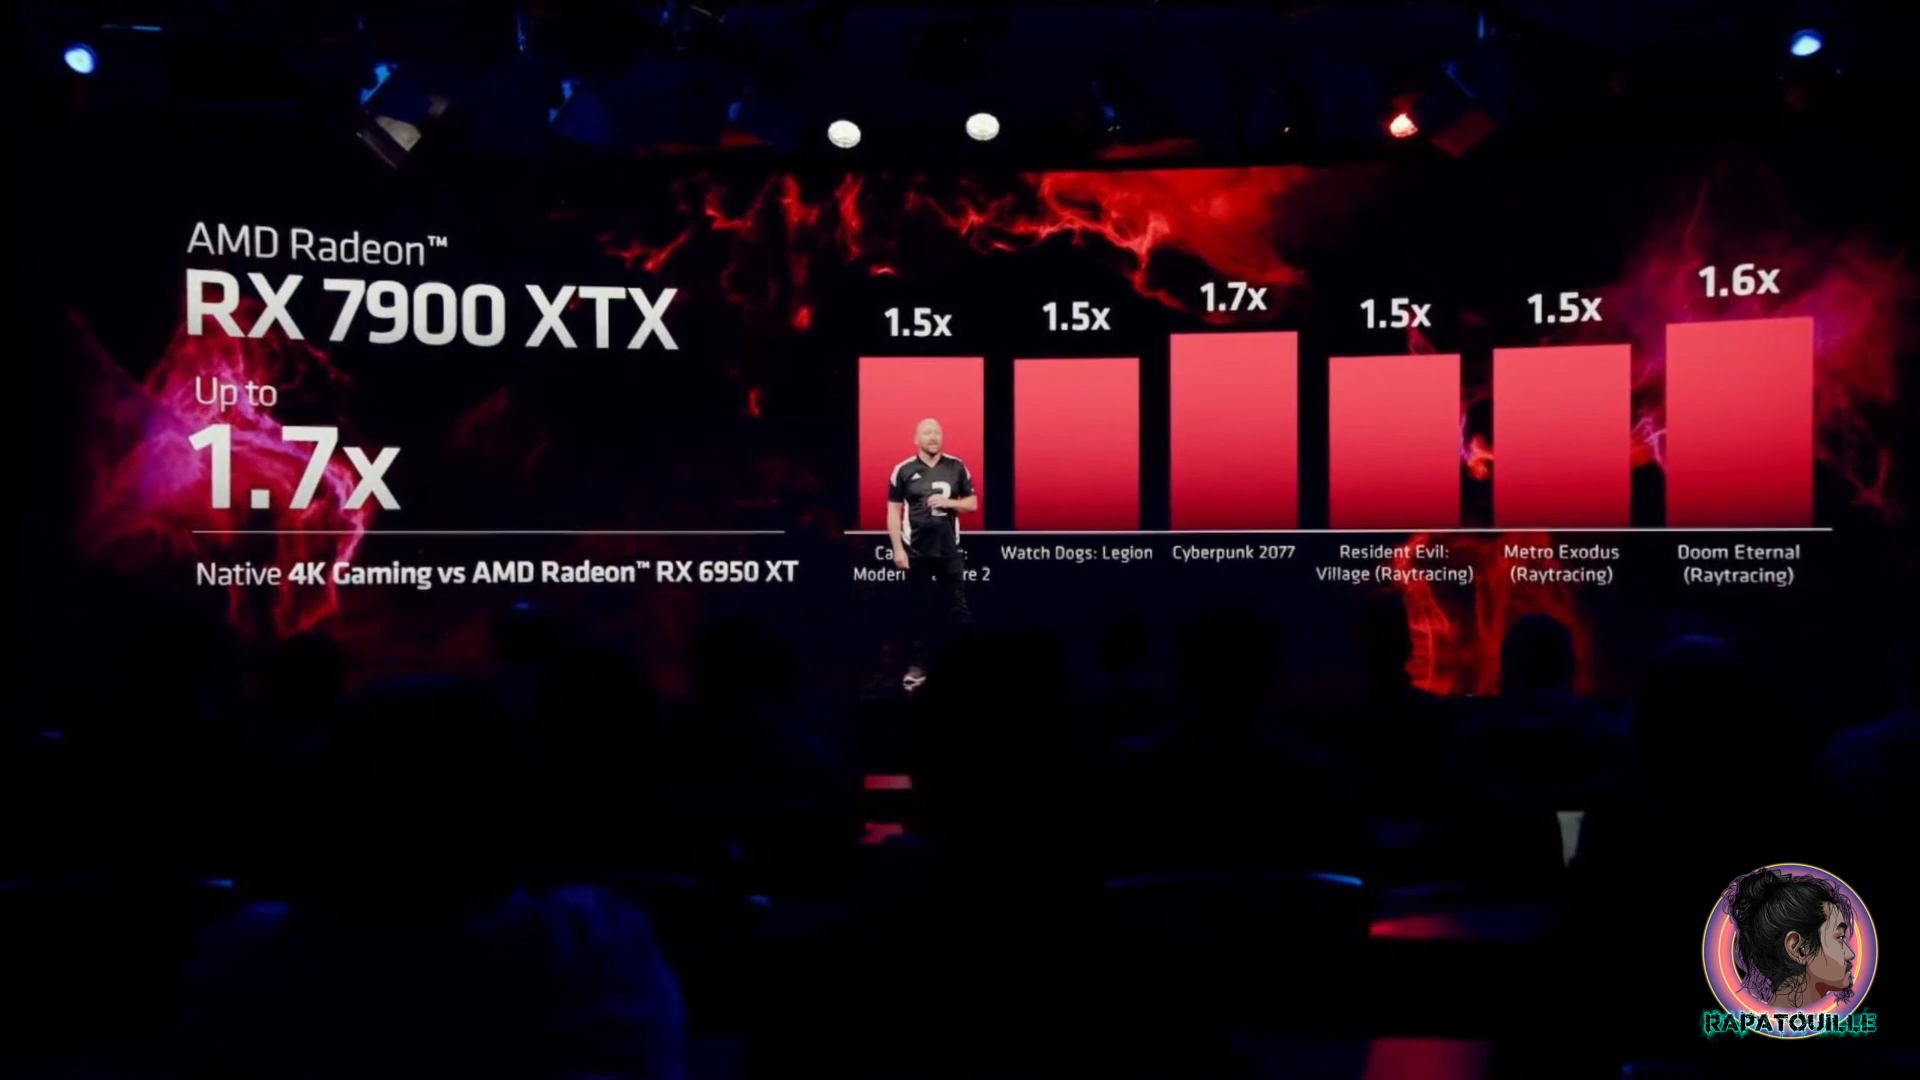 AMD Radeon™
RX 7900 XTX
Up to
1.7x
Native 4K Gaming vs AMD Radeon™ RX 6950 XT
1.5x
1.5x
1.7x
1.5x
1.5x
1.6x
Watch Dogs: Legion
Cyberpunk 2077
Resident Evil:
Village (Raytracing)
Metro Exodus
(Raytracing)
Doom Eternal
(Raytracing)
2
2
RAPATOUILLE